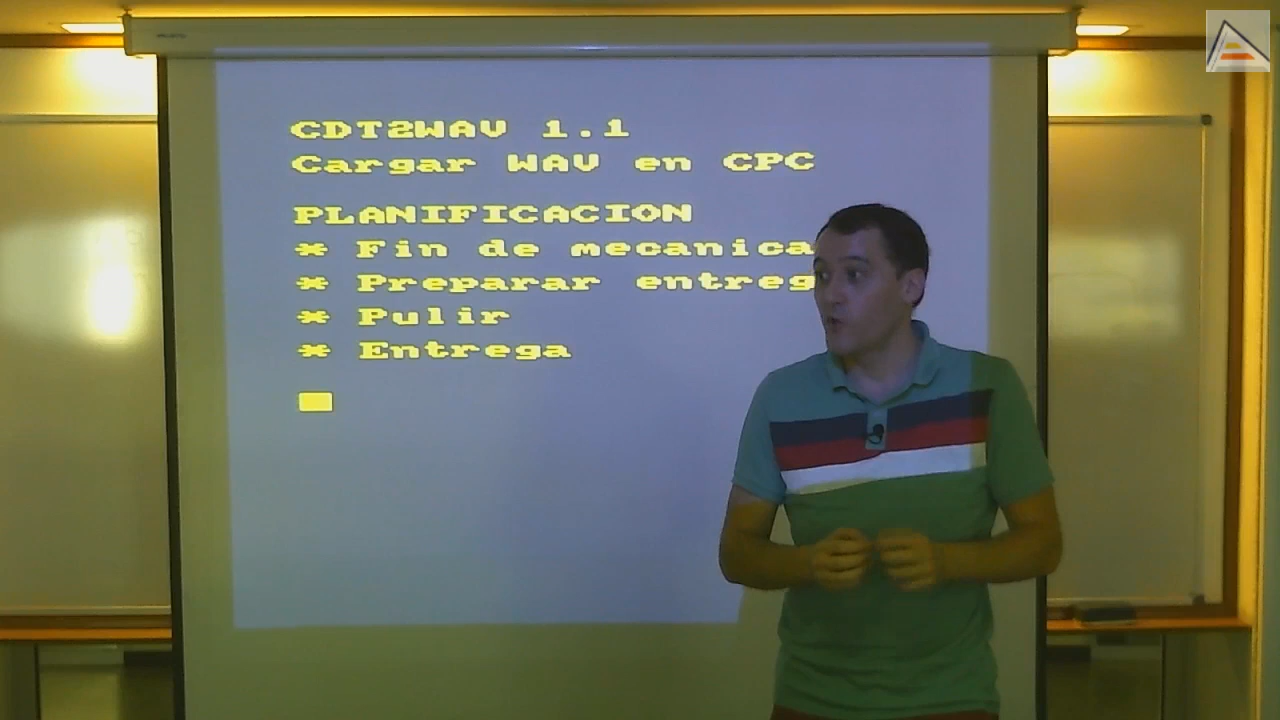 CDT2WAV 1.1
Cargar WAV en CPC
PLANIFICACION
* Fin de mecanica
* Preparar entreg
* Pulir
* Entrega